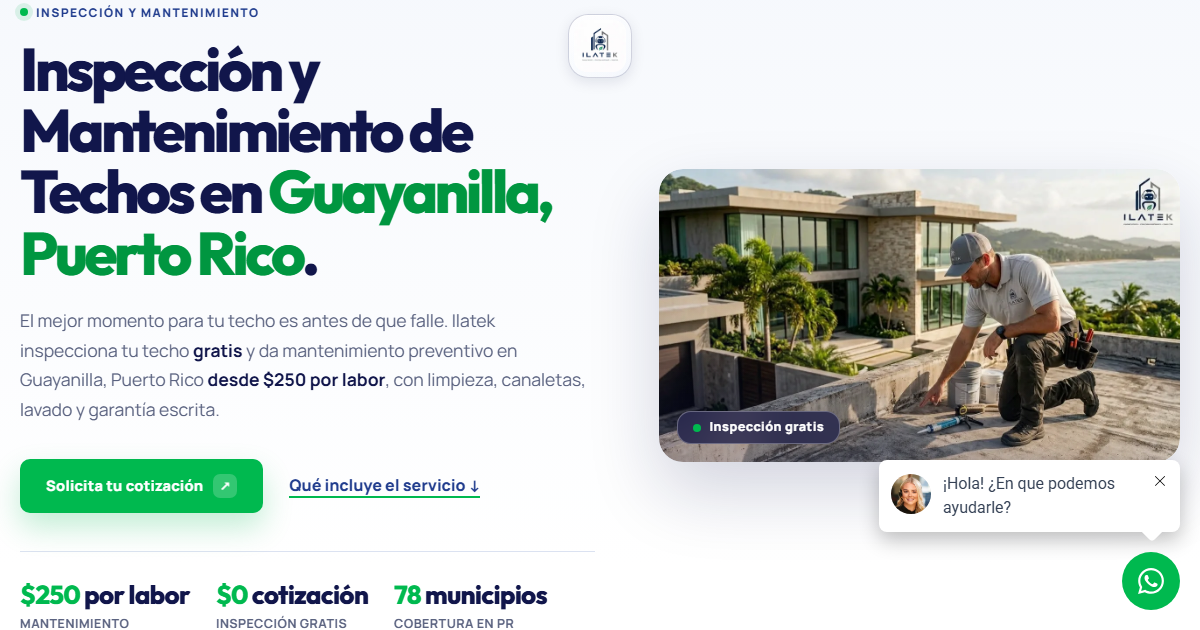 INSPECCIÓN Y MANTENIMIENTO
ILATEK
Inspección y
Mantenimiento de
Techos en Guayanilla,
Puerto Rico.
El mejor momento para tu techo es antes de que falle. Ilatek
inspecciona tu techo gratis y da mantenimiento preventivo en
Guayanilla, Puerto Rico desde $250 por labor, con limpieza, canaletas,
lavado y garantía escrita.
Solicita tu cotización ↗
Qué incluye el servicio ↓
ILATEK
Inspección gratis
¡Hola! ¿En que podemos
ayudarle?
$250 por labor
MANTENIMIENTO
$0 cotización
INSPECCIÓN GRATIS
78 municipios
COBERTURA EN PR